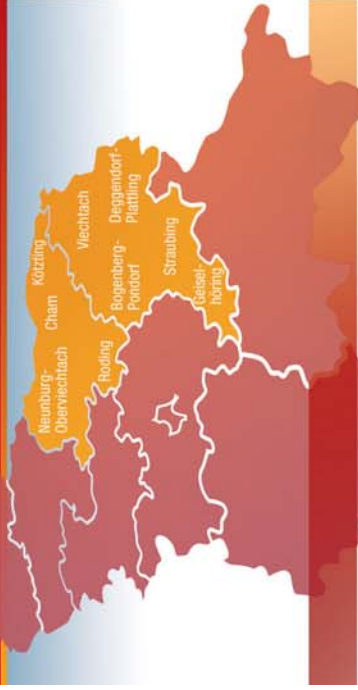 Neunburg-
Oberviechtach
Cham
Kötzting
Roding
Viechtach
Bogenberg-
Pondorf
Deggendorf-
Plattling
Straubing
Geisel-
höring